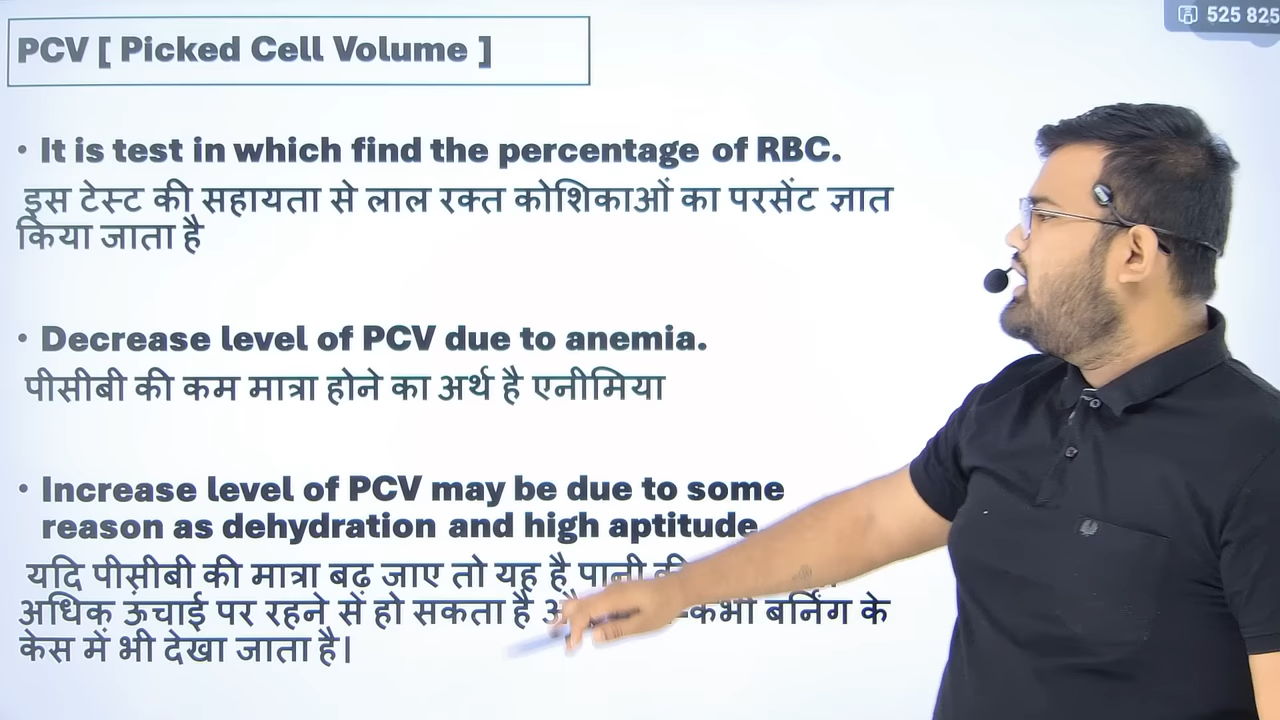 525 825
PCV [ Picked Cell Volume ]
• It is test in which find the percentage of RBC.
इस टेस्ट की सहायता से लाल रक्त कोशिकाओं का परसेंट ज्ञात
किया जाता है
• Decrease level of PCV due to anemia.
पीसीबी की कम मात्रा होने का अर्थ है एनीमिया
• Increase level of PCV may be due to some
reason as dehydration and high aptitude
यदि पीसीबी की मात्रा बढ़ जाए तो यह है पानी
अधिक ऊंचाई पर रहने से हो सकता है बर्निंग के
केस में भी देखा जाता है।